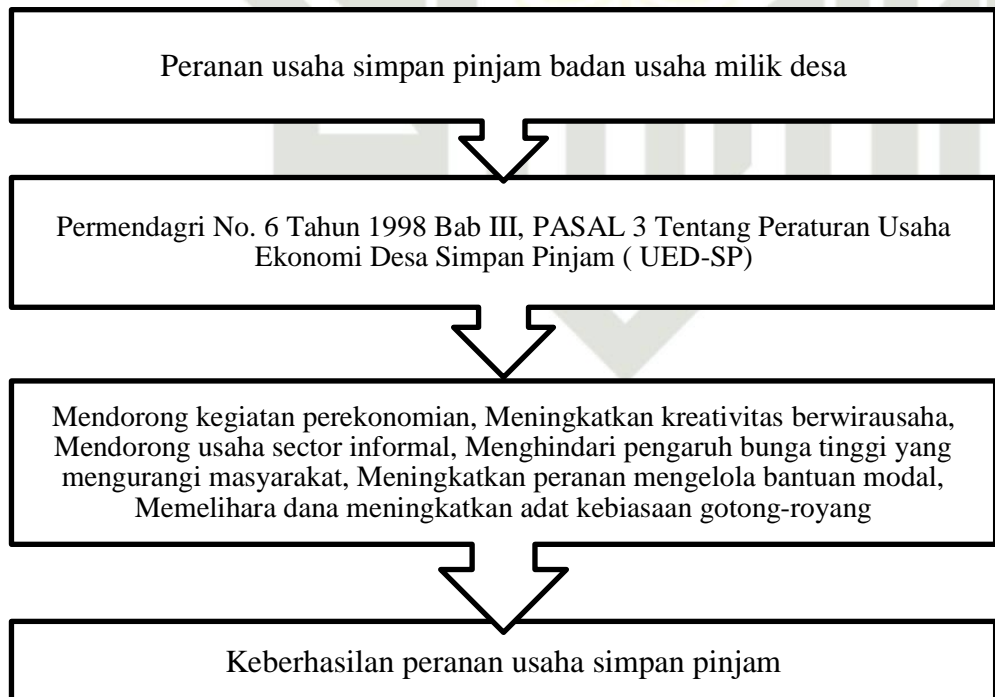 Peranan usaha simpan pinjam badan usaha milik desa
Permendagri No. 6 Tahun 1998 Bab III, PASAL 3 Tentang Peraturan Usaha
Ekonomi Desa Simpan Pinjam ( UED-SP)
Mendorong kegiatan perekonomian, Meningkatkan kreativitas berwirausaha,
Mendorong usaha sector informal, Menghindari pengaruh bunga tinggi yang
mengurangi masyarakat, Meningkatkan peranan mengelola bantuan modal,
Memelihara dana meningkatkan adat kebiasaan gotong-royang
Keberhasilan peranan usaha simpan pinjam